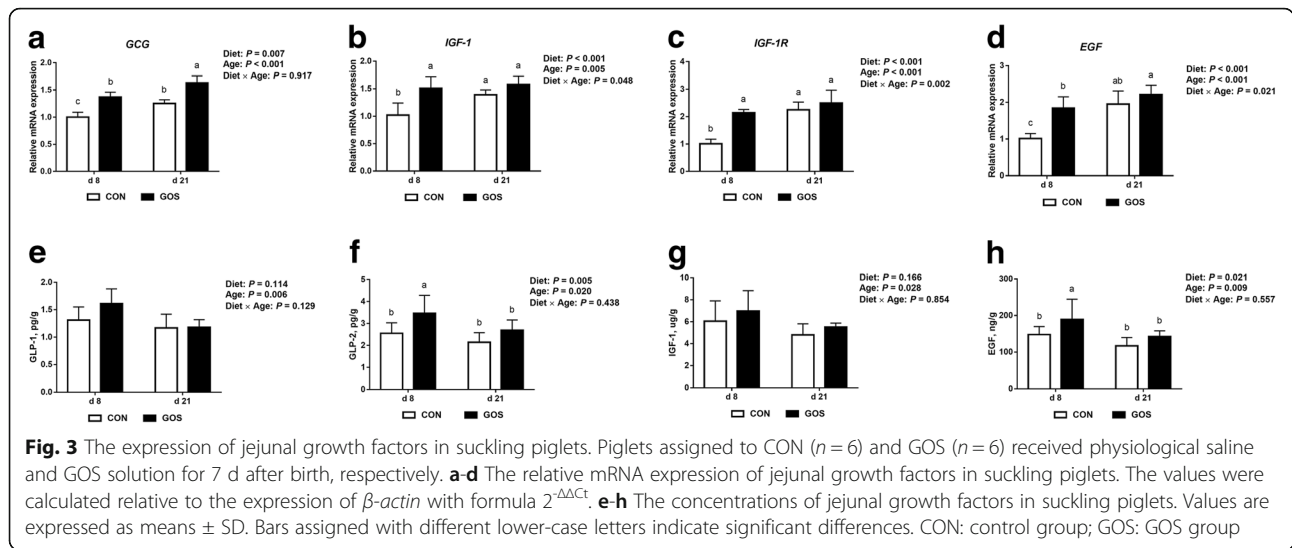 a
GCG
Diet: P = 0.007
Age: P < 0.001
Diet × Age: P = 0.917
Relative mRNA expression
2.0
1.5
1.0
0.5
0.0
c
b
b
a
d 8
d 21
CON
GOS
b
IGF-1
Diet: P < 0.001
Age: P = 0.005
Diet × Age: P = 0.048
Relative mRNA expression
2.0
1.5
1.0
0.5
0.0
b
a
a
a
d 8
d 21
CON
GOS
c
IGF-1R
Diet: P < 0.001
Age: P < 0.001
Diet × Age: P = 0.002
Relative mRNA expression
4
3
2
1
0
b
a
a
a
d 8
d 21
CON
GOS
d
EGF
Diet: P < 0.001
Age: P < 0.001
Diet × Age: P = 0.021
Relative mRNA expression
3
2
1
0
c
b
ab
a
d 8
d 21
CON
GOS
e
Diet: P = 0.114
Age: P = 0.006
Diet × Age: P = 0.129
GLP-1, pg/g
2.0
1.5
1.0
0.5
0.0
d 8
d 21
CON
GOS
f
Diet: P = 0.005
Age: P = 0.020
Diet × Age: P = 0.438
GLP-2, pg/g
5
4
3
2
1
0
b
a
b
b
d 8
d 21
CON
GOS
g
Diet: P = 0.166
Age: P = 0.028
Diet × Age: P = 0.854
IGF-1, ug/g
10
8
6
4
2
0
d 8
d 21
CON
GOS
h
Diet: P = 0.021
Age: P = 0.009
Diet × Age: P = 0.557
EGF, ng/g
300
200
100
0
b
a
b
b
d 8
d 21
CON
GOS
Fig. 3 The expression of jejunal growth factors in suckling piglets. Piglets assigned to CON (n = 6) and GOS (n = 6) received physiological saline
and GOS solution for 7 d after birth, respectively. a-d The relative mRNA expression of jejunal growth factors in suckling piglets. The values were
calculated relative to the expression of β-actin with formula 2^-ΔΔCt. e-h The concentrations of jejunal growth factors in suckling piglets. Values are
expressed as means ± SD. Bars assigned with different lower-case letters indicate significant differences. CON: control group; GOS: GOS group